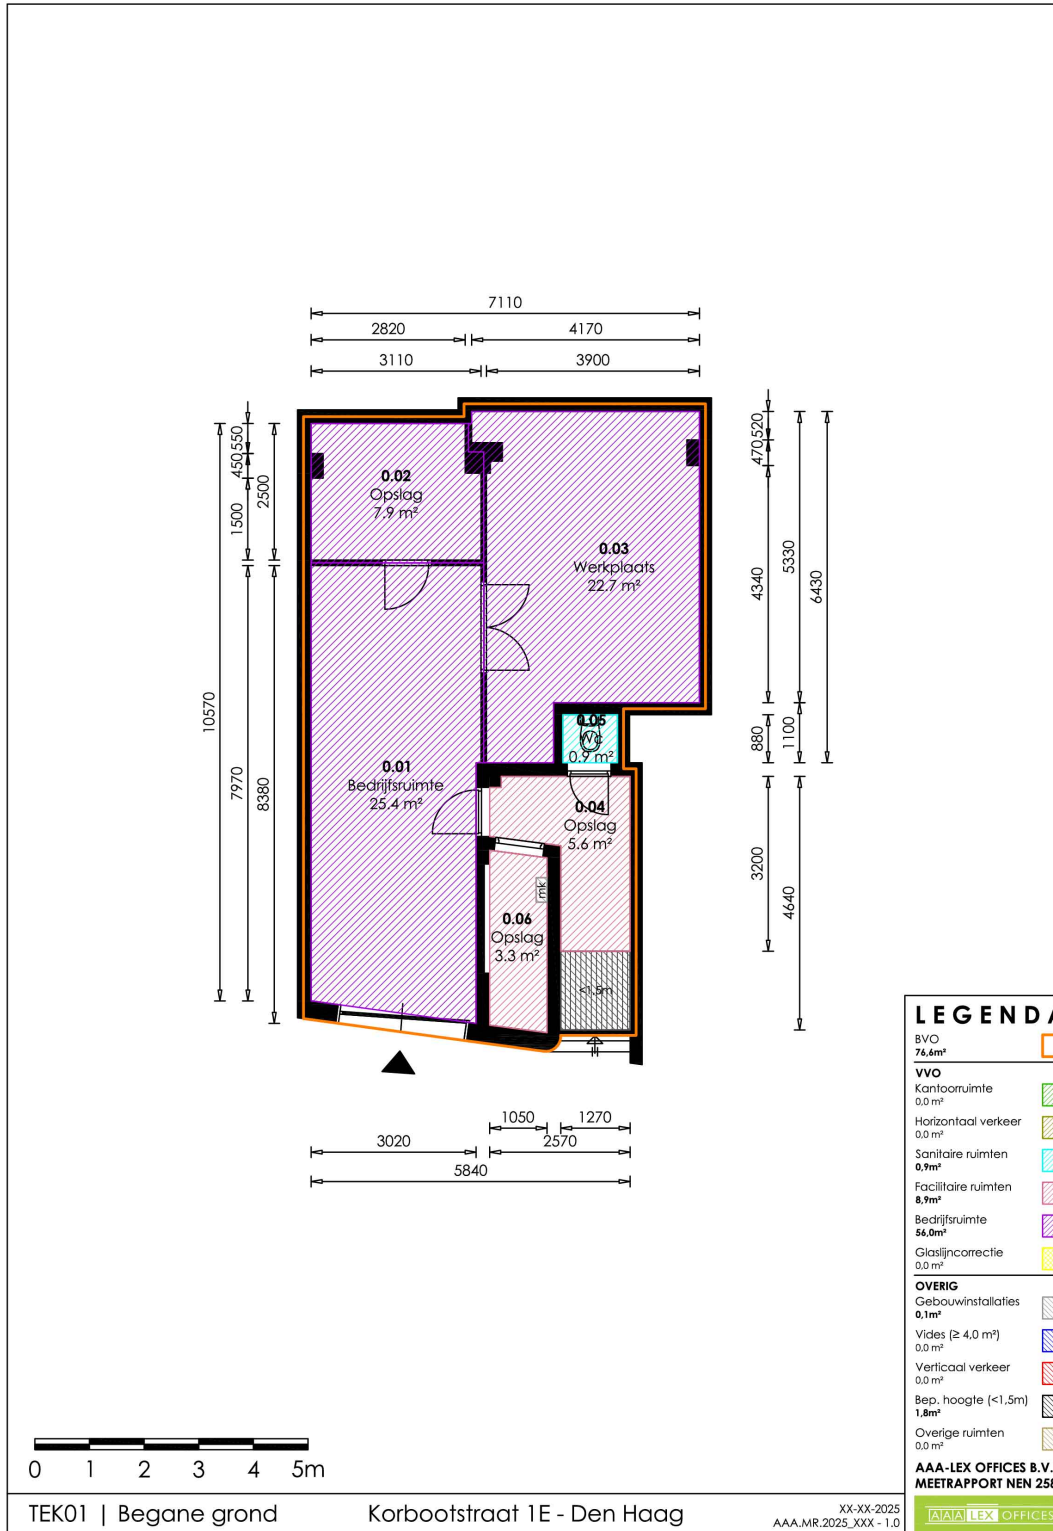 7110
2820 4170
3110 3900
550
450
1500
2500
10570
7970
8380
520
470
4340
5330
6430
880
1100
3200
4640
0.02
Opslag
7.9 m²
0.03
Werkplaats
22.7 m²
0.05
Wc
0.9 m²
0.01
Bedrijfsruimte
25.4 m²
0.04
Opslag
5.6 m²
mk
0.06
Opslag
3.3 m²
<1,5m
1050 1270
3020 2570
5840
LEGENDA
BVO
76,6m²
VVO
Kantoorruimte
0,0 m²
Horizontaal verkeer
0,0 m²
Sanitaire ruimten
0,9m²
Facilitaire ruimten
8,9m²
Bedrijfsruimte
56,0m²
Glaslijncorrectie
0,0 m²
OVERIG
Gebouwinstallaties
0,1m²
Vides (≥ 4,0 m²)
0,0 m²
Verticaal verkeer
0,0 m²
Bep. hoogte (<1,5m)
1,8m²
Overige ruimten
0,0 m²
AAA-LEX OFFICES B.V.
MEETRAPPORT NEN 258
AAA LEX OFFICES
0 1 2 3 4 5m
TEK01 | Begane grond Korbootstraat 1E - Den Haag
XX-XX-2025
AAA.MR.2025_XXX - 1.0